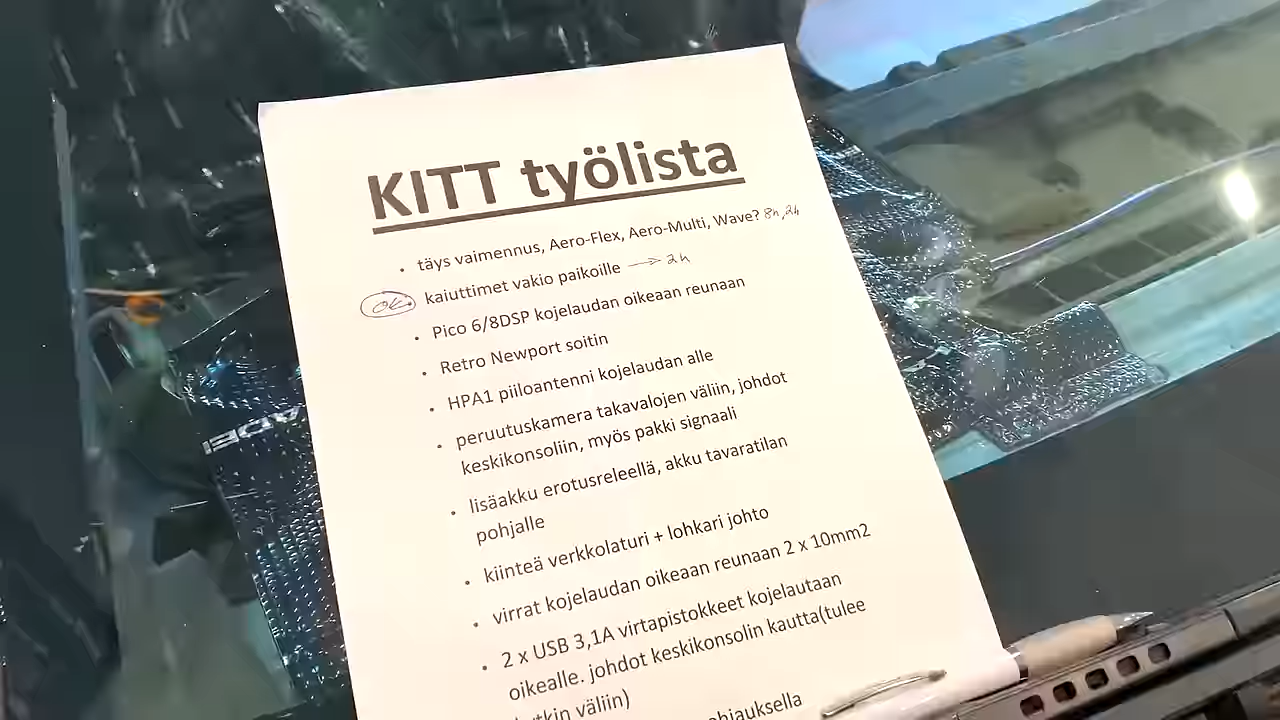 KITT työlista
täys vaimennus, Aero-Flex, Aero-Multi, Wave? 8h, 2h
OK kaiuttimet vakio paikoille → 2h
Pico 6/8DSP kojelaudan oikeaan reunaan
Retro Newport soitin
HPA1 piiloantenni kojelaudan alle
peruutuskamera takavalojen väliin, johdot
keskikonsoliin, myös pakki signaali
lisäakku erotusreleellä, akku tavaratilan
pohjalle
kiinteä verkkolaturi + lohkari johto
virrat kojelaudan oikeaan reunaan 2 x 10mm2
2 x USB 3,1A virtapistokkeet kojelautaan
oikealle. johdot keskikonsolin kautta(tulee
väliin)